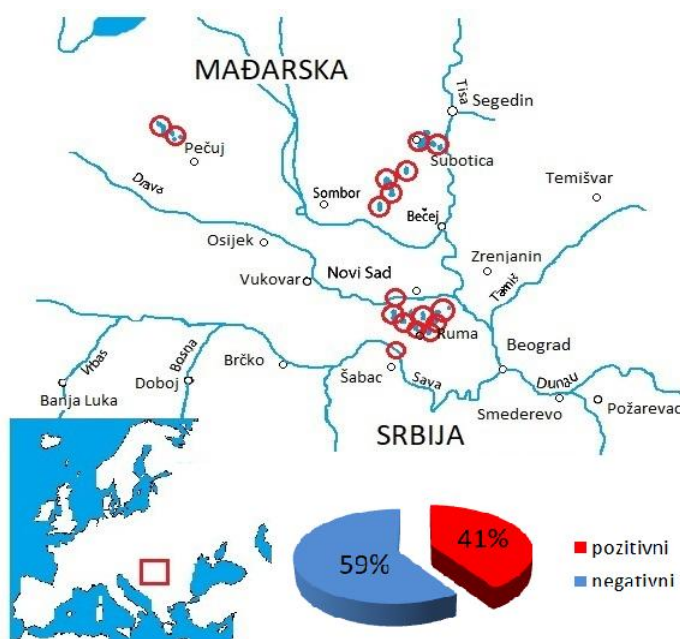 MAĐARSKA
Tisa
Segedin
Pečuj
Subotica
Drava
Sombor
Temišvar
Bečej
Osijek
Zrenjanin
Novi Sad
Vukovar
Tamiš
Ruma
Vrbas
Bosna
Brčko
Beograd
Šabac
Sava
Dunav
Banja Luka
Doboj
Smederevo
Požarevac
SRBIJA
59%
41%
pozitivni
negativni